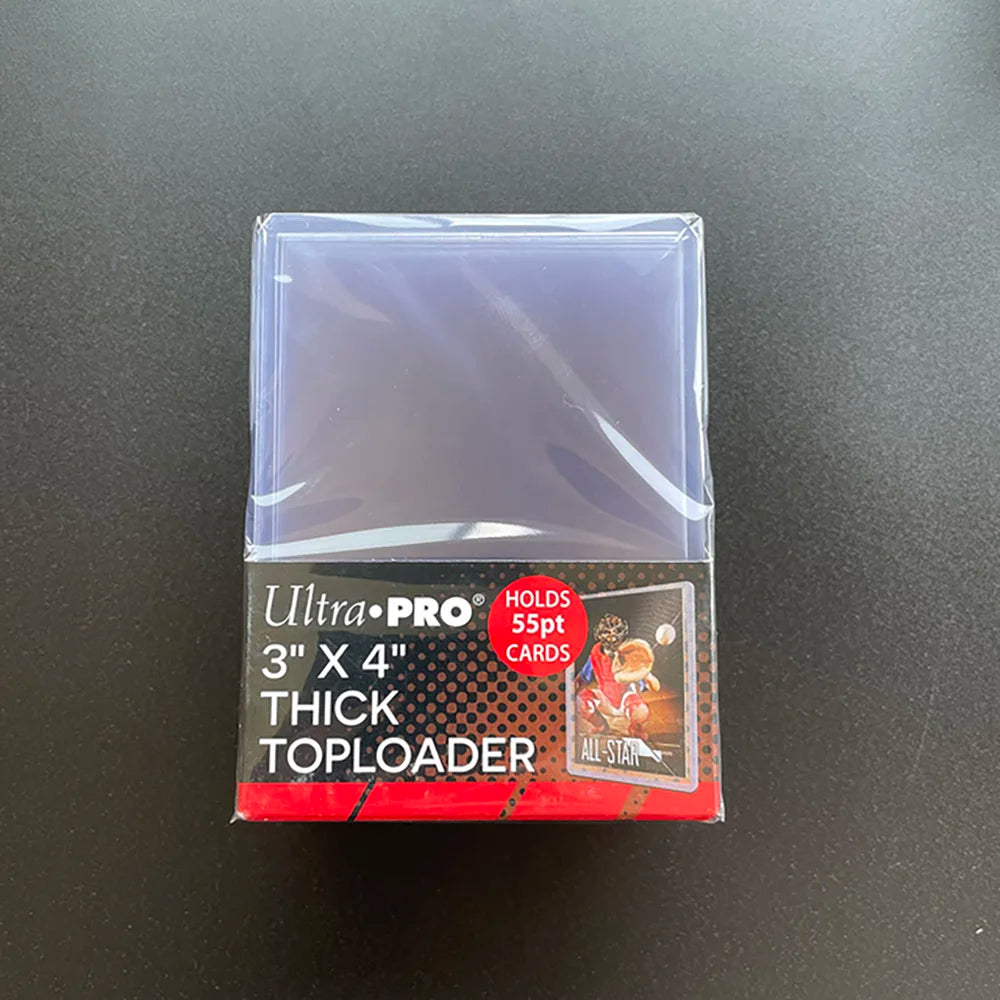 Ultra•PRO®
3" X 4"
THICK
TOPLOADER
HOLDS
55pt
CARDS
ALL-STAR